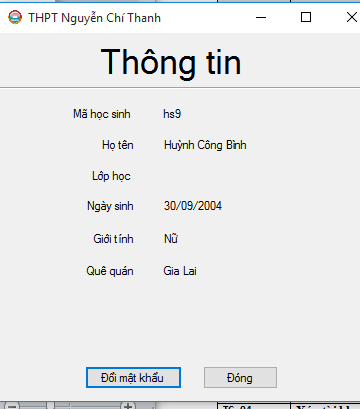 THPT Nguyễn Chí Thanh
Thông tin
Mã học sinh hs9
Họ tên Huỳnh Công Bình
Lớp học
Ngày sinh 30/09/2004
Giới tính Nữ
Quê quán Gia Lai
Đổi mật khẩu Đóng